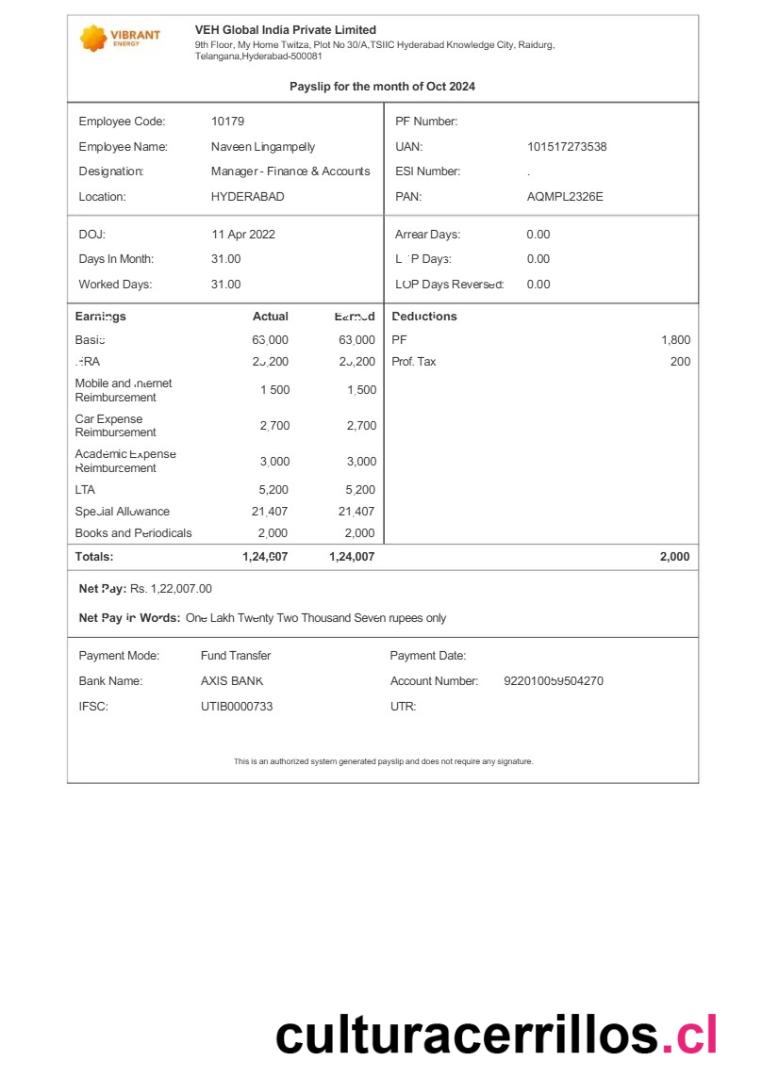 VIBRANT
ENERGY
VEH Global India Private Limited
9th Floor, My Home Twitza, Plot No 30/A,TSIIC Hyderabad Knowledge City, Raidurg,
Telangana,Hyderabad-500081
Payslip for the month of Oct 2024
Employee Code: 10179 PF Number:
Employee Name: Naveen Lingampelly UAN: 101517273538
Designation: Manager - Finance & Accounts ESI Number: .
Location: HYDERABAD PAN: AQMPL2326E
DOJ: 11 Apr 2022 Arrear Days: 0.00
Days In Month: 31.00 Days: 0.00
Worked Days: 31.00 LOP Days Reversed: 0.00
Earnings Actual Earned Deductions
Basic 63,000 63,000 PF 1,800
Prof. Tax 200
Mobile and Internet
Reimbursement 1 500 1,500
Car Expense
Reimbursement 2,700 2,700
Academic Expense
Reimbursement 3,000 3,000
LTA 5,200 5,200
Special Allowance 21,407 21,407
Books and Periodicals 2,000 2,000
Totals: 1,24,007 1,24,007 2,000
Net Pay: Rs. 1,22,007.00
Net Pay in Words: One Lakh Twenty Two Thousand Seven rupees only
Payment Mode: Fund Transfer Payment Date:
Bank Name: AXIS BANK Account Number: 922010059504270
IFSC: UTIB0000733 UTR:
This is an authorized system generated payslip and does not require any signature.
culturacerrillos.cl